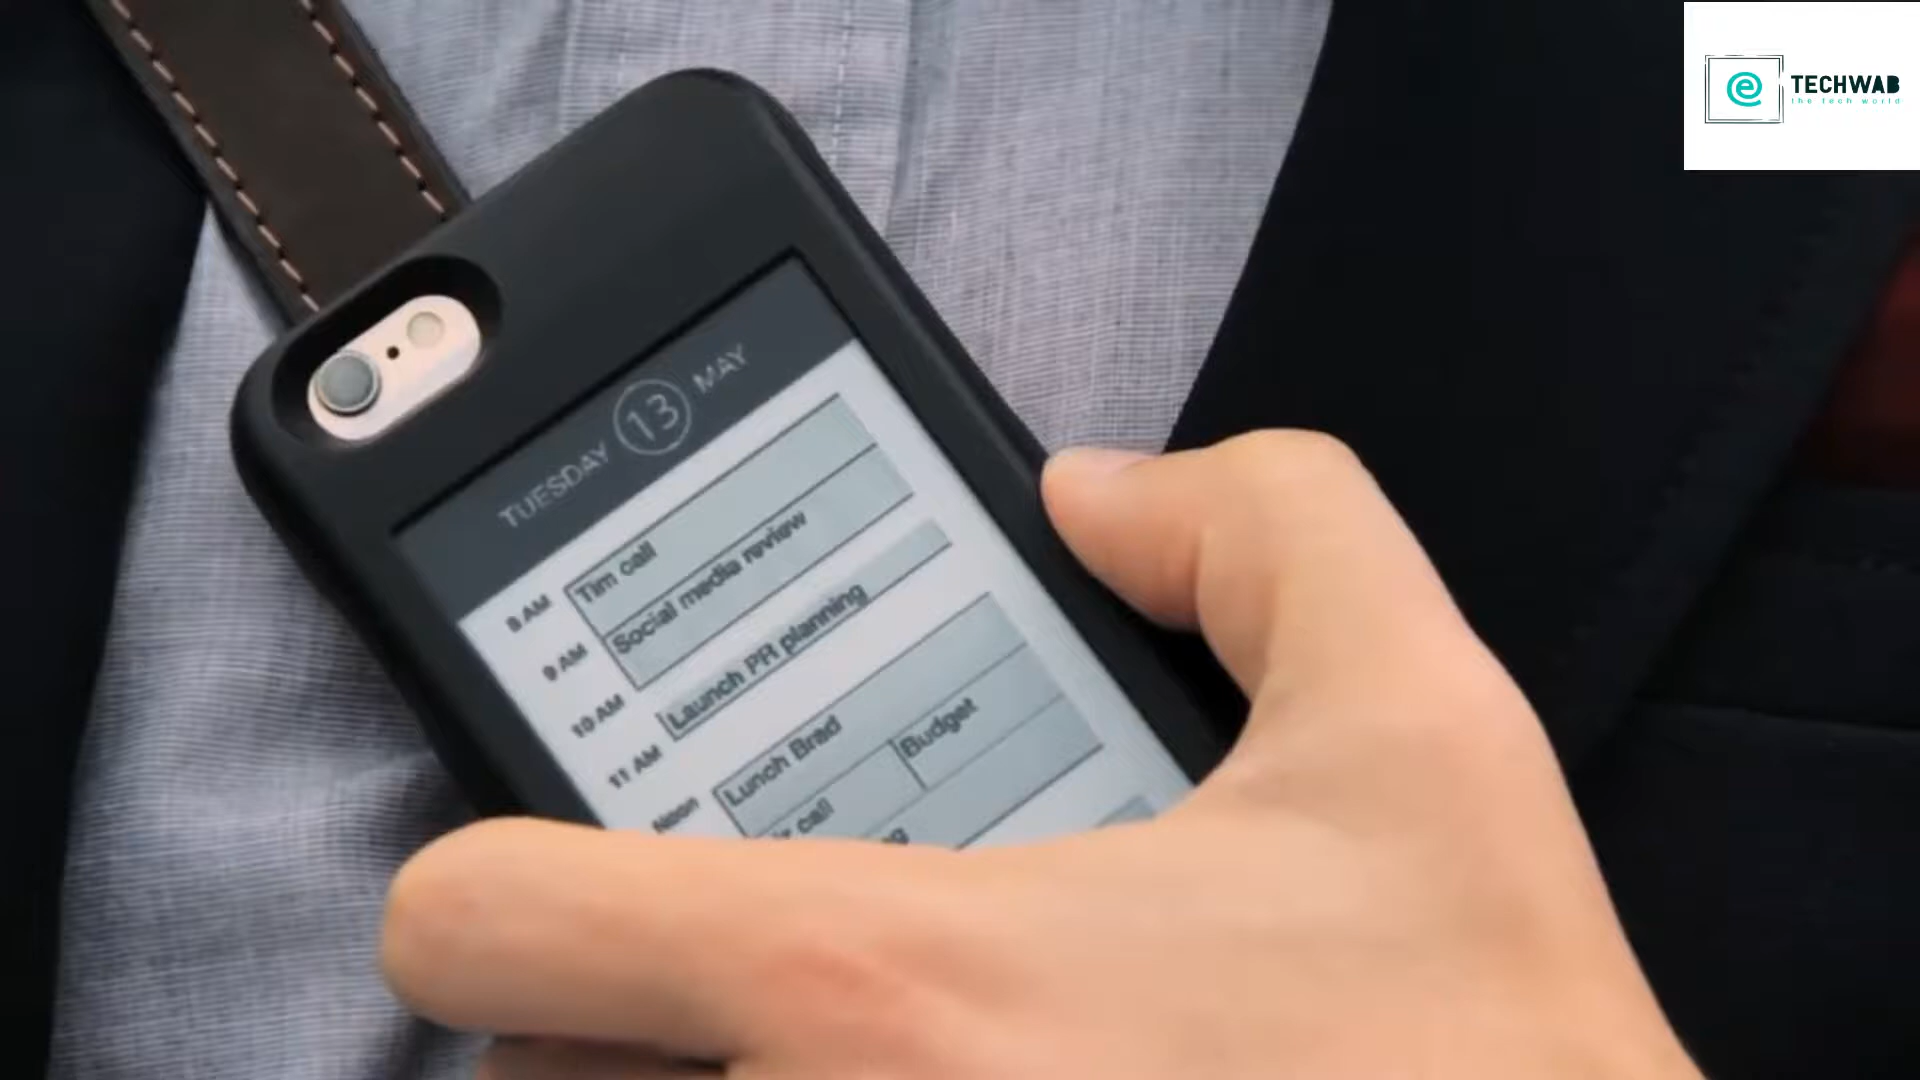 TECHWAB
the tech world
TUESDAY 13 MAY
8 AM
Tim call
9 AM
Social media review
10 AM
Launch PR planning
11 AM
Noon
Lunch Brad
Budget
call